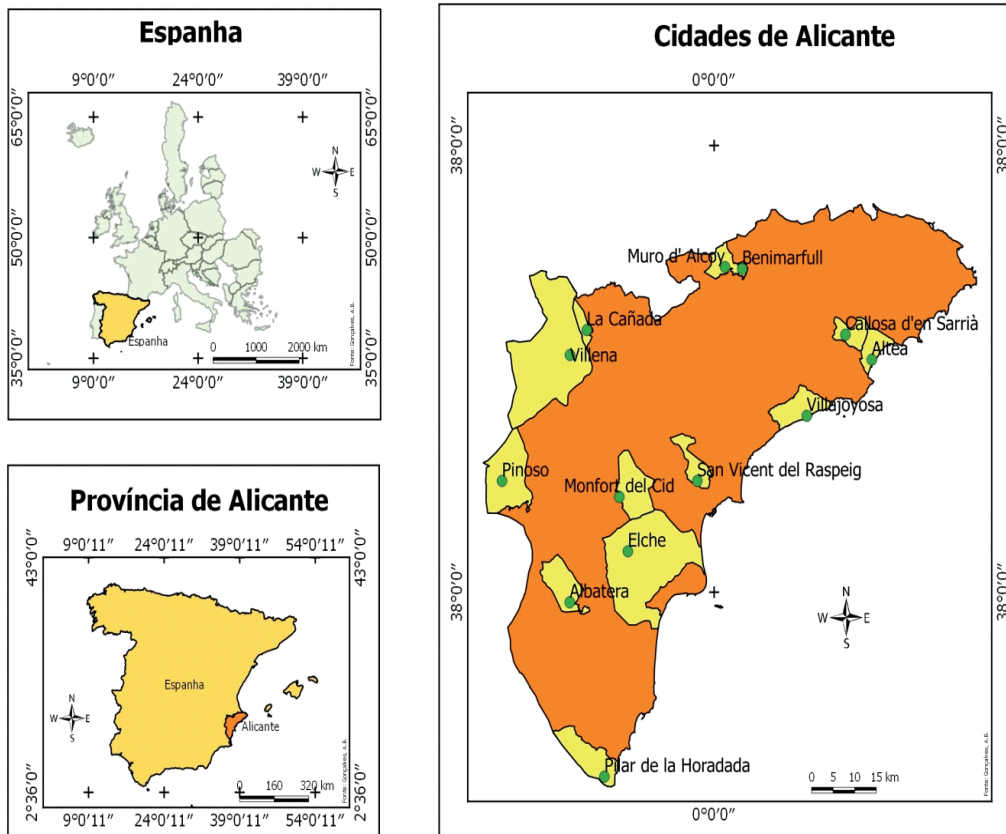 Espanha
9°0'0'' 24°0'0'' 39°0'0''
65°0'0'' 65°0'0''
N
W E
S
50°0'0'' 50°0'0''
Espanha
0 1000 2000 km
Fonte: Gonçalves, A.B.
35°0'0'' 35°0'0''
9°0'0'' 24°0'0'' 39°0'0''
Província de Alicante
9°0'11'' 24°0'11'' 39°0'11'' 54°0'11''
43°0'0'' 43°0'0''
Espanha
N
W E
S
Alicante
0 160 320 km
Fonte: Gonçalves, A.B.
2°36'0'' 2°36'0''
9°0'11'' 24°0'11'' 39°0'11'' 54°0'11''
Cidades de Alicante
0°0'0''
38°0'0'' 38°0'0''
Muro d' Alcoy Benimarfull
La Cañada Callosa d'en Sarrià
Villena Altea
Villajoyosa
Pinoso San Vicent del Raspeig
Monfort del Cid
Elche
Albatera
38°0'0'' 38°0'0''
N
W E
S
Pilar de la Horadada
0 5 10 15 km
Fonte: Gonçalves, A.B.
0°0'0''